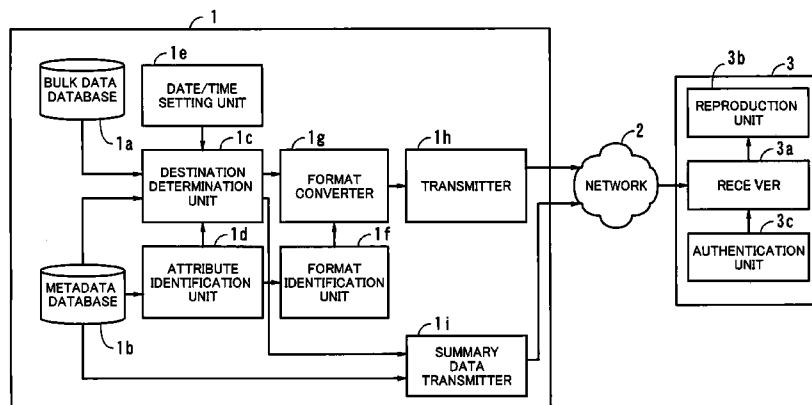 1
1e
3b
3
BULK DATA
DATABASE
DATE/TIME
SETTING UNIT
REPRODUCTION
UNIT
1a
1c
1g
1h
2
3a
DESTINATION
DETERMINATION
UNIT
FORMAT
CONVERTER
TRANSMITTER
NETWORK
RECE VER
1d
1f
3c
METADATA
DATABASE
ATTRIBUTE
IDENTIFICATION
UNIT
FORMAT
IDENTIFICATION
UNIT
AUTHENTICATION
UNIT
1b
1i
SUMMARY
DATA
TRANSMITTER